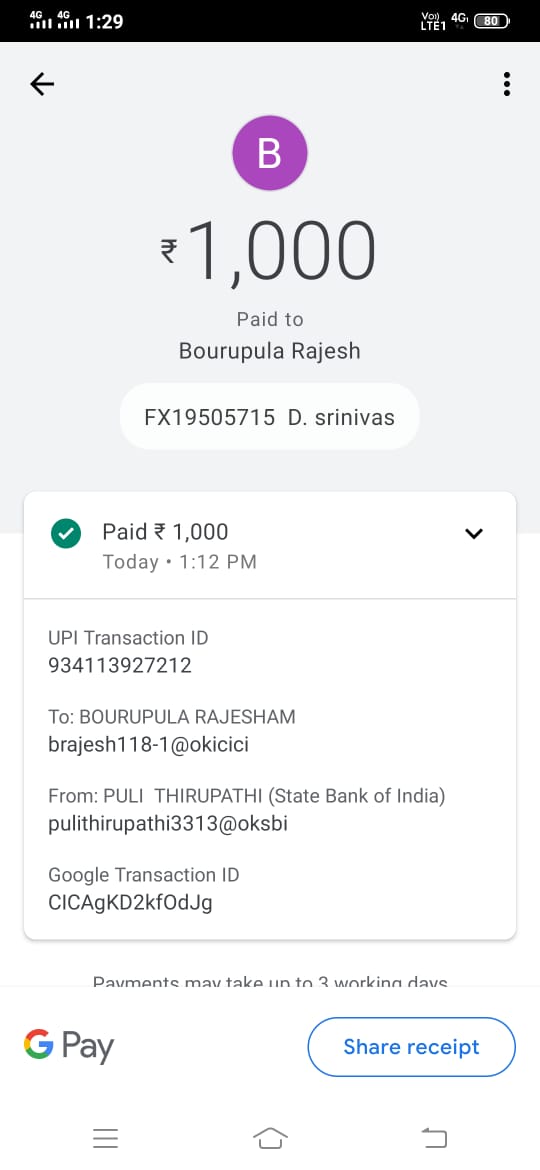 4G 4G 1:29 Vo) LTE1 4G 80
B
₹1,000
Paid to
Bourupula Rajesh
FX19505715 D. srinivas
Paid ₹ 1,000
Today • 1:12 PM
UPI Transaction ID
934113927212
To: BOURUPULA RAJESHAM
brajesh118-1@okicici
From: PULI THIRUPATHI (State Bank of India)
pulithirupathi3313@oksbi
Google Transaction ID
CICAgKD2kfOdJg
Payments may take up to 3 working days
G Pay
Share receipt